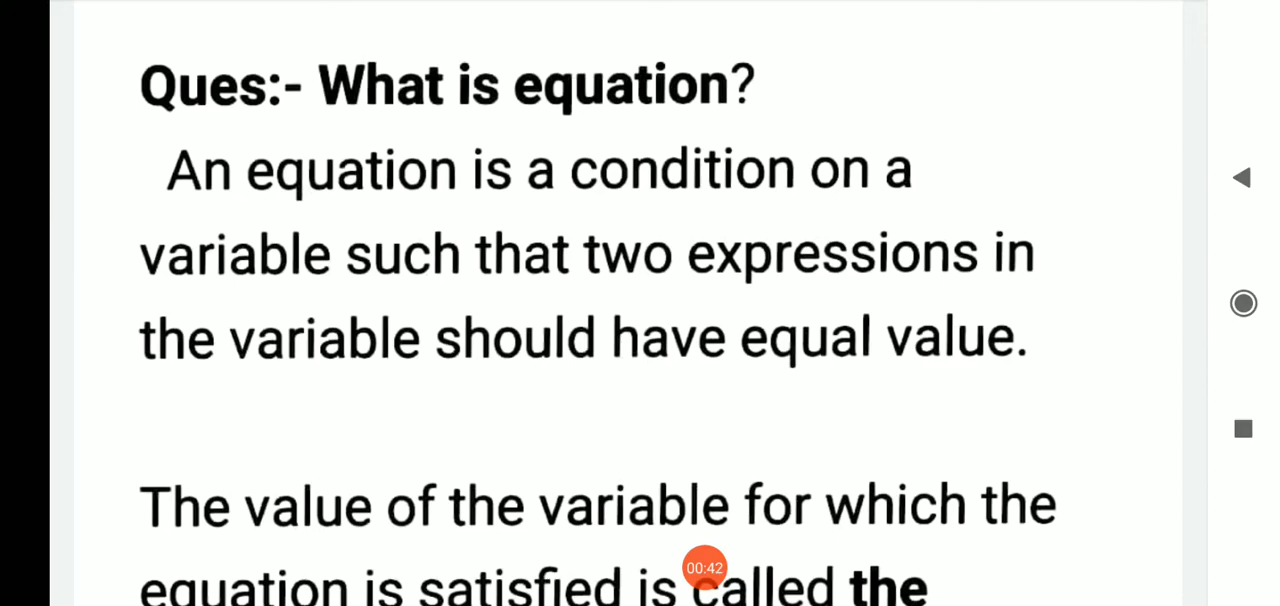 Ques:- What is equation?
An equation is a condition on a
variable such that two expressions in
the variable should have equal value.
The value of the variable for which the
equation is satisfied is called the
00:42